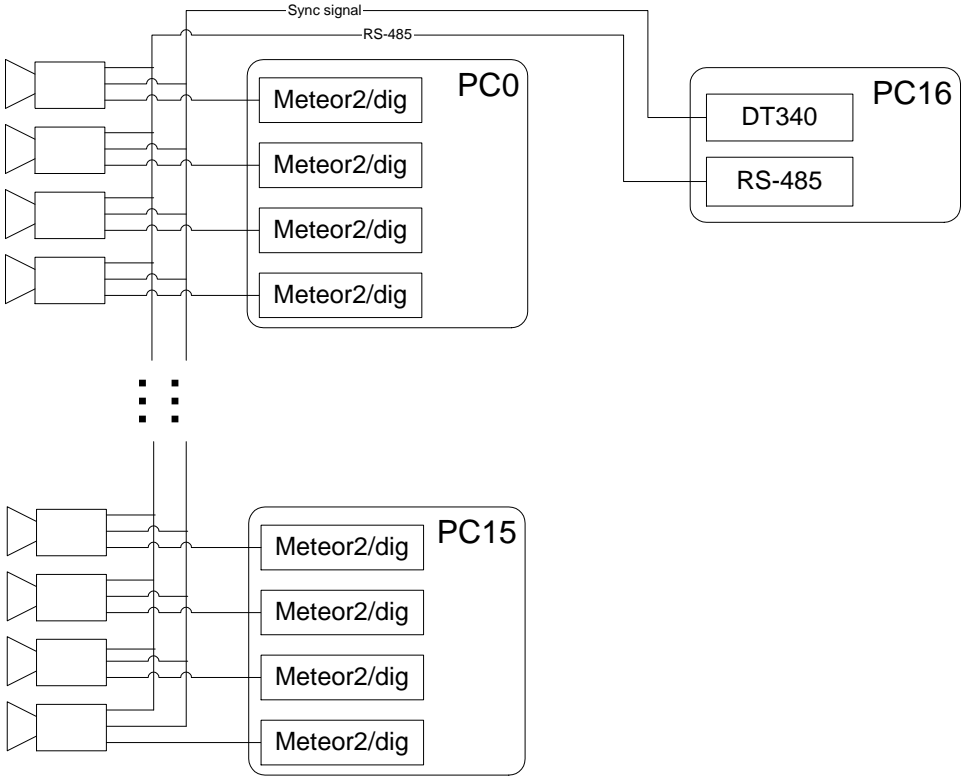 Sync signal
RS-485
PC0
Meteor2/dig
Meteor2/dig
Meteor2/dig
Meteor2/dig
PC16
DT340
RS-485
PC15
Meteor2/dig
Meteor2/dig
Meteor2/dig
Meteor2/dig